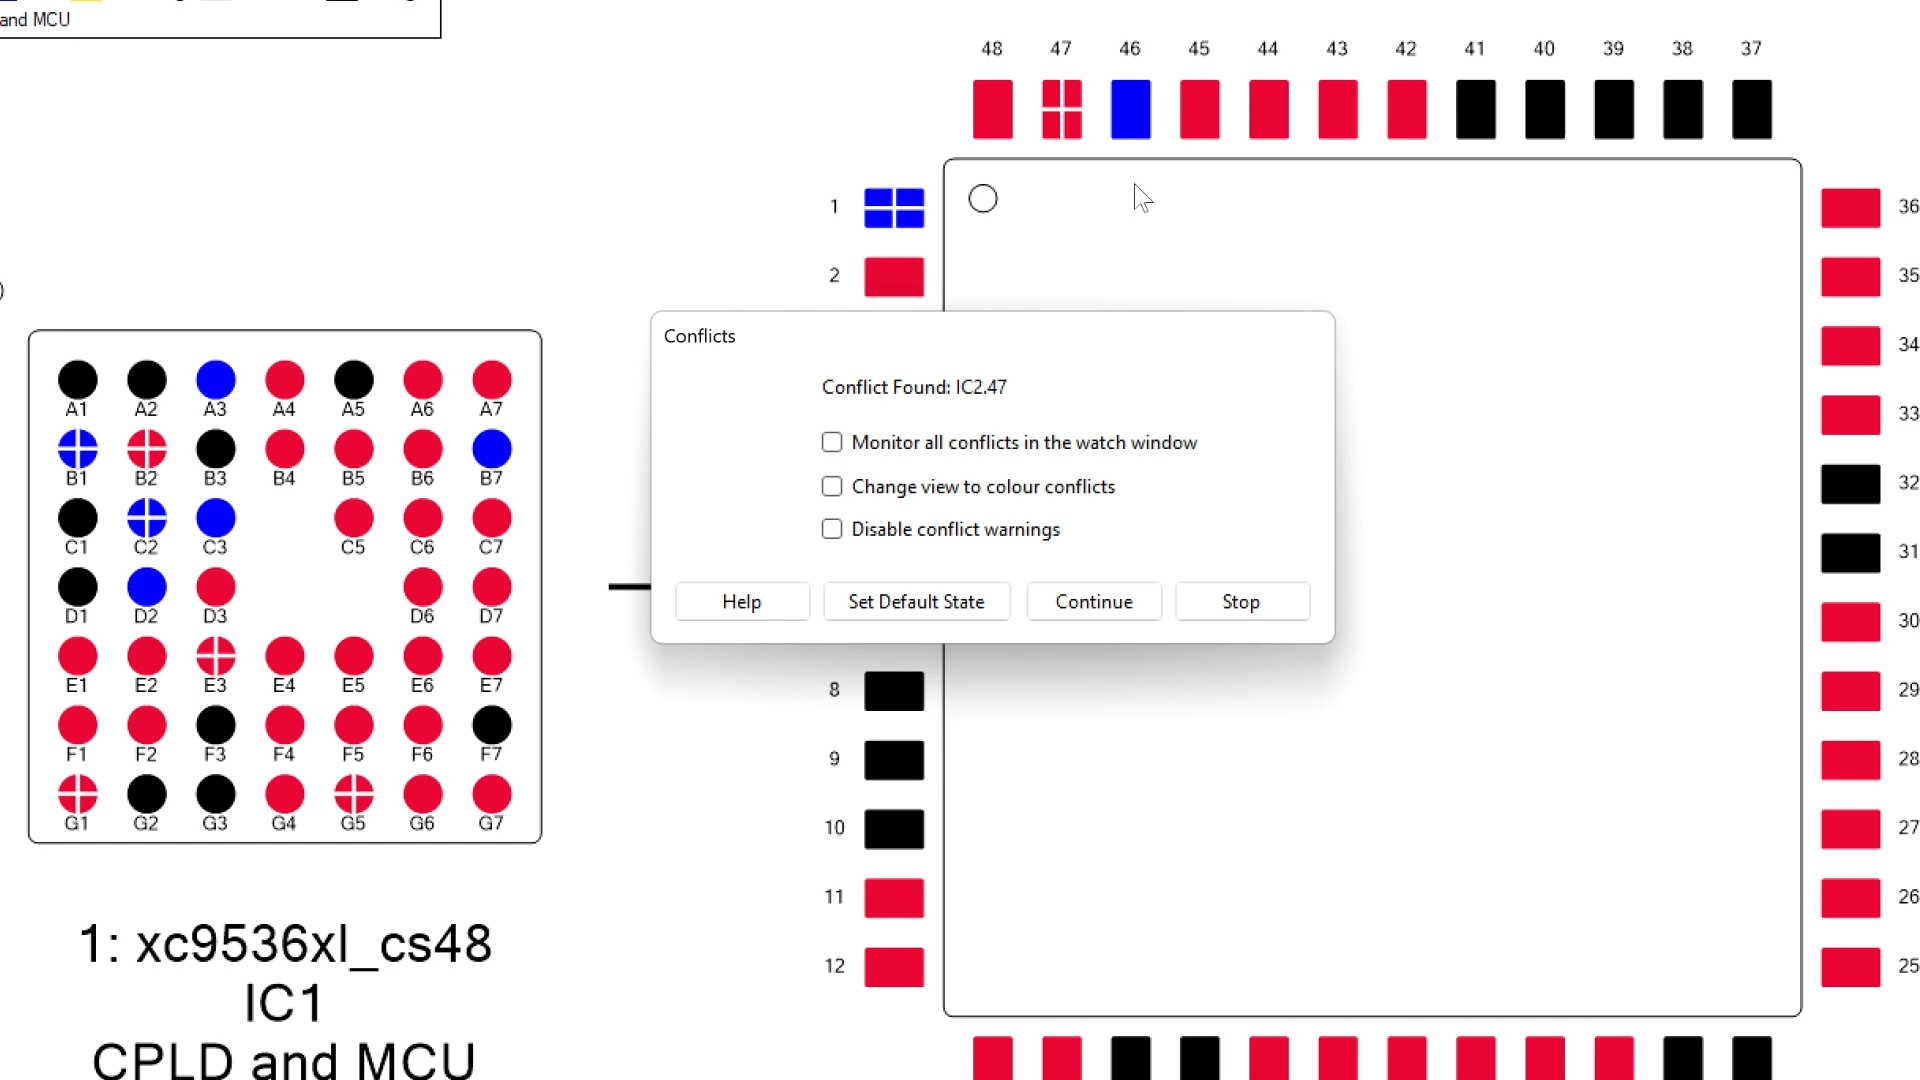 and MCU
)
48 47 46 45 44 43 42 41 40 39 38 37
1
2
36
35
34
33
32
31
30
29
28
27
26
25
Conflicts
Conflict Found: IC2.47
Monitor all conflicts in the watch window
Change view to colour conflicts
Disable conflict warnings
Help Set Default State Continue Stop
8
9
10
11
12
A1 A2 A3 A4 A5 A6 A7
B1 B2 B3 B4 B5 B6 B7
C1 C2 C3 C5 C6 C7
D1 D2 D3 D6 D7
E1 E2 E3 E4 E5 E6 E7
F1 F2 F3 F4 F5 F6 F7
G1 G2 G3 G4 G5 G6 G7
1: xc9536xl_cs48
IC1
CPLD and MCU